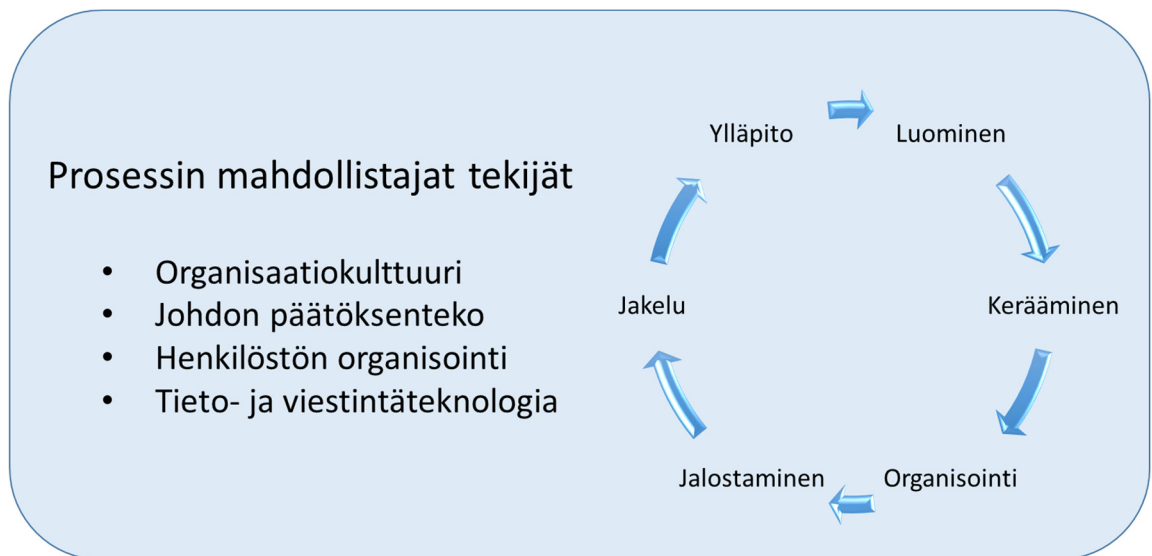 Prosessin mahdollistajat tekijät
• Organisaatiokulttuuri
• Johdon päätöksenteko
• Henkilöstön organisointi
• Tieto- ja viestintäteknologia
Ylläpito
Luominen
Kerääminen
Organisointi
Jalostaminen
Jakelu